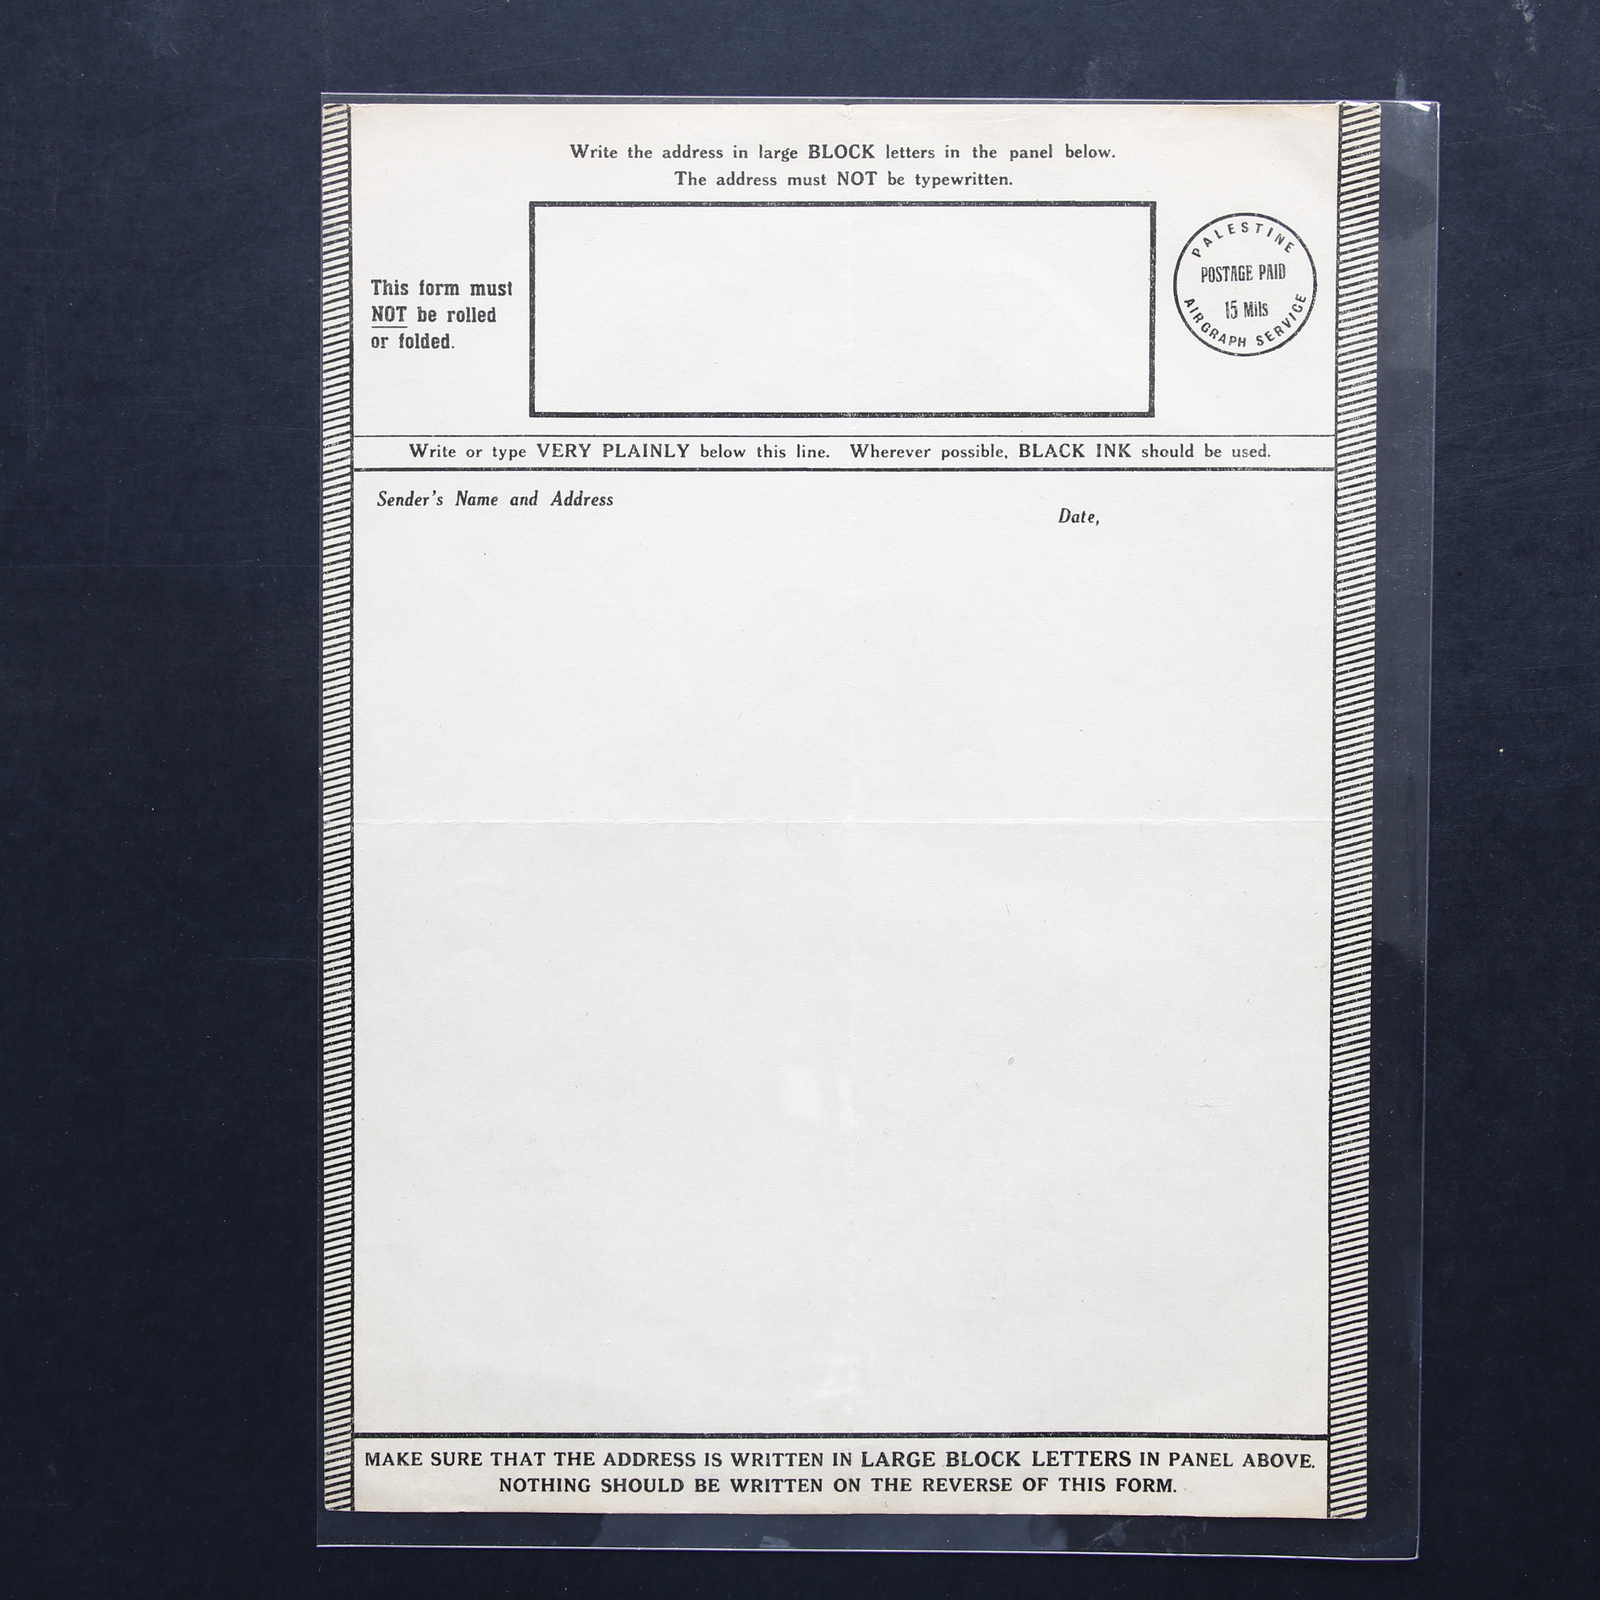 Write the address in large BLOCK letters in the panel below.
The address must NOT be typewritten.
This form must
NOT be rolled
or folded.
PALESTINE
POSTAGE PAID
15 Mils
AIRGRAPH SERVICE
Write or type VERY PLAINLY below this line. Wherever possible, BLACK INK should be used.
Sender's Name and Address
Date,
MAKE SURE THAT THE ADDRESS IS WRITTEN IN LARGE BLOCK LETTERS IN PANEL ABOVE.
NOTHING SHOULD BE WRITTEN ON THE REVERSE OF THIS FORM.